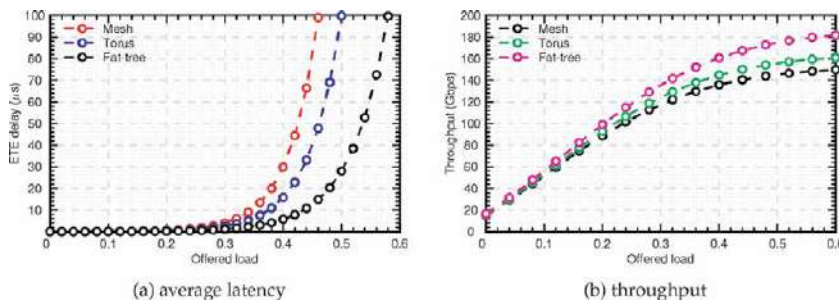 100
90
80
70
60
50
40
30
20
10
0 0.1 0.2 0.3 0.4 0.5 0.6
ETE delay (µs)
Offered load
Mesh
Torus
Fat-tree
(a) average latency
200
180
160
140
120
100
80
60
40
20
0
0 0.1 0.2 0.3 0.4 0.5 0.6
Throughput (Gbps)
Offered load
Mesh
Torus
Fat-tree
(b) throughput